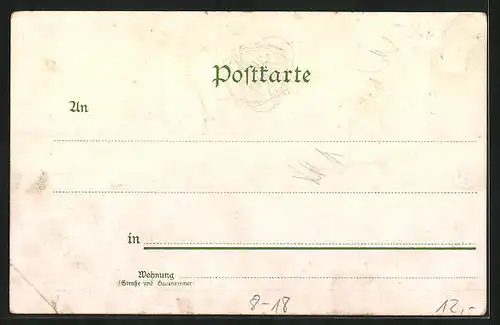 Postkarte
An
in
Wohnung
(Straße und Hausnummer)
8-18
12,-